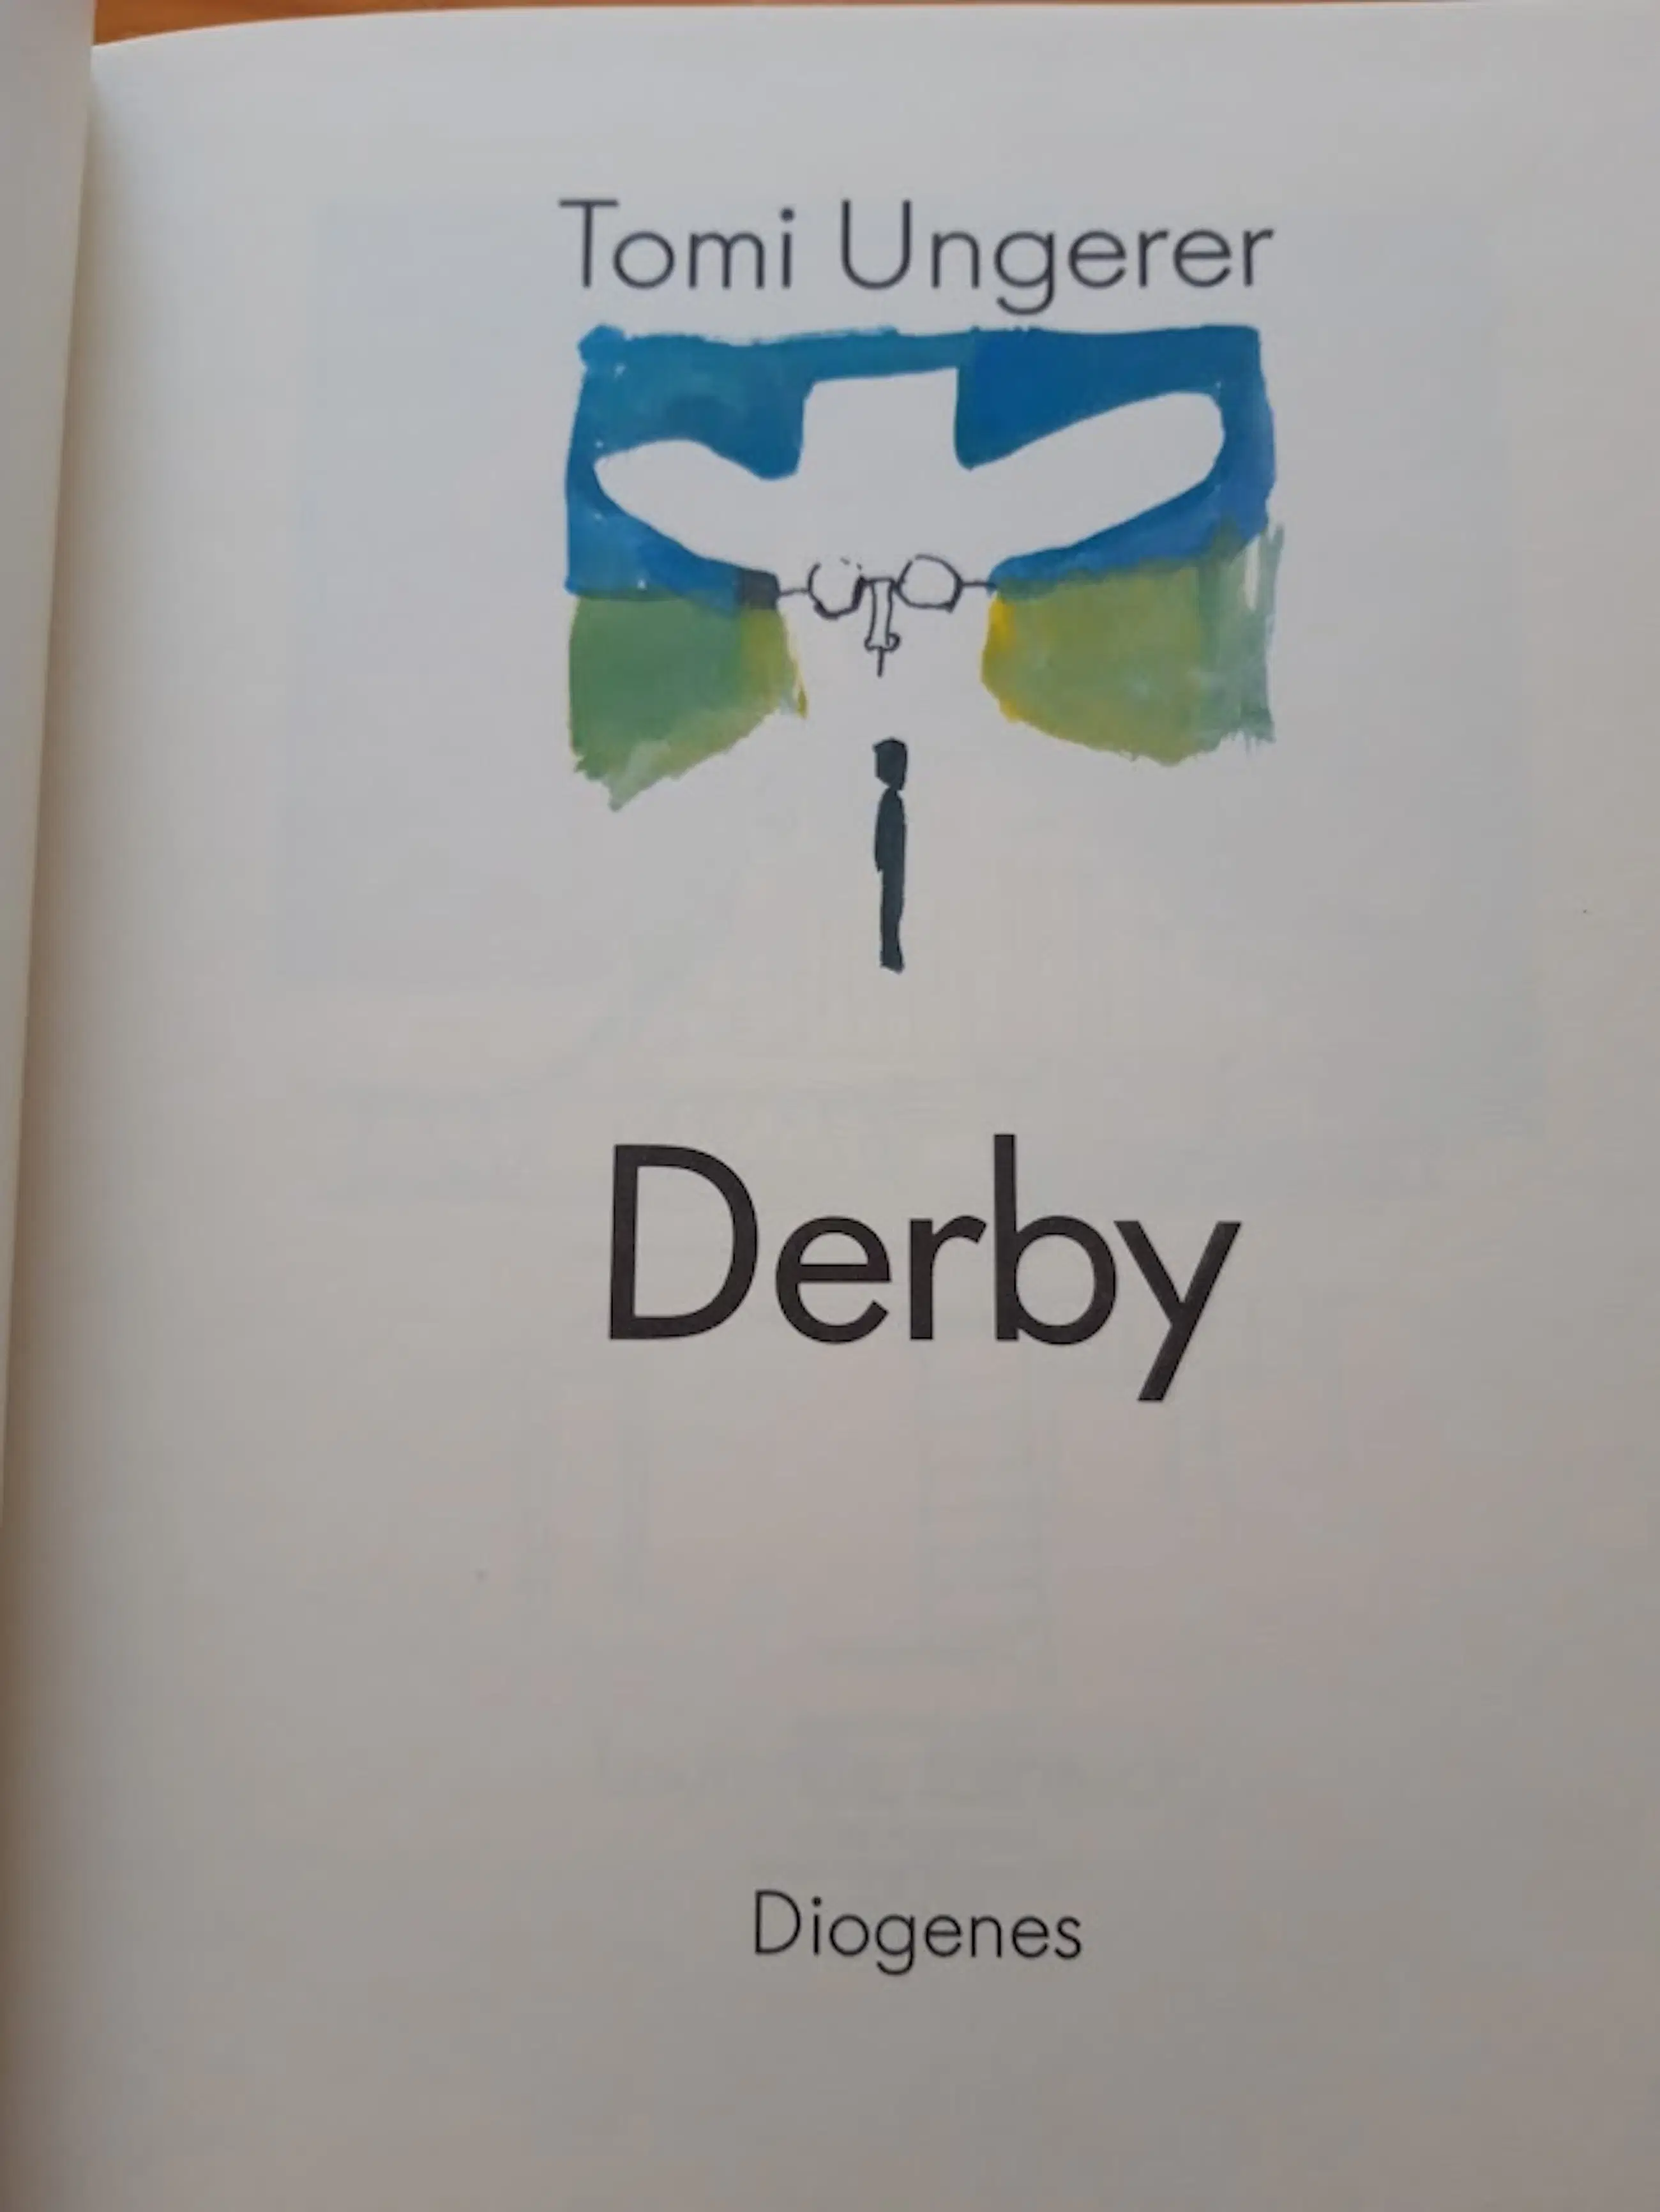 Tomi Ungerer
Derby
Diogenes